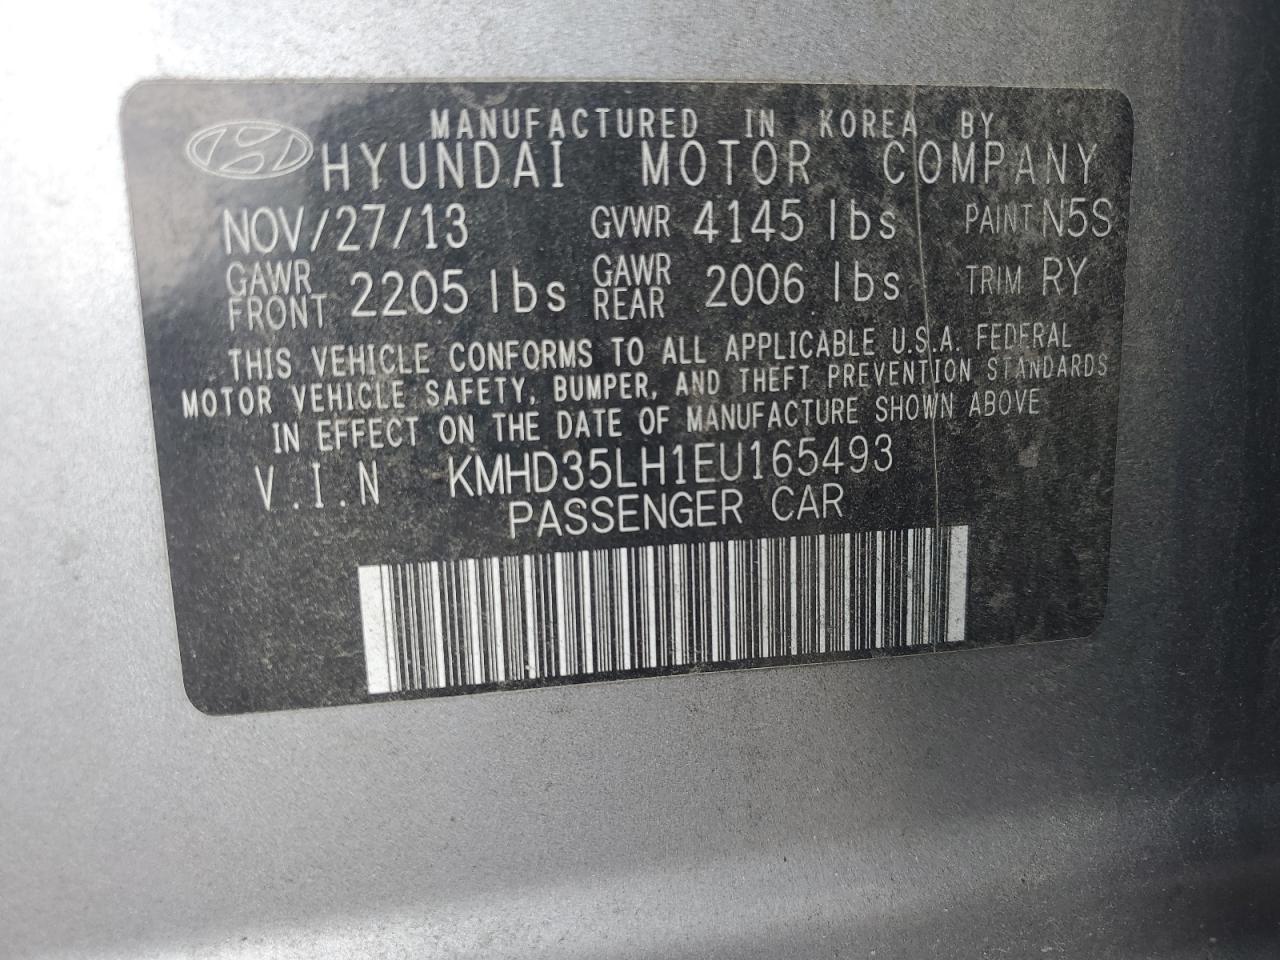 MANUFACTURED IN KOREA BY
HYUNDAI MOTOR COMPANY
NOV/27/13 GVWR 4145 lbs PAINT N5S
GAWR FRONT 2205 lbs GAWR REAR 2006 lbs TRIM RY
THIS VEHICLE CONFORMS TO ALL APPLICABLE U.S.A. FEDERAL
MOTOR VEHICLE SAFETY, BUMPER, AND THEFT PREVENTION STANDARDS
IN EFFECT ON THE DATE OF MANUFACTURE SHOWN ABOVE
V.I.N KMHD35LH1EU165493
PASSENGER CAR